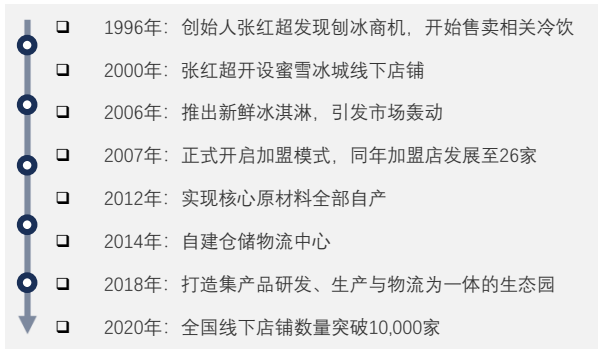 1996年：创始人张红超发现刨冰商机，开始售卖相关冷饮
2000年：张红超开设蜜雪冰城线下店铺
2006年：推出新鲜冰淇淋，引发市场轰动
2007年：正式开启加盟模式，同年加盟店发展至26家
2012年：实现核心原材料全部自产
2014年：自建仓储物流中心
2018年：打造集产品研发、生产与物流为一体的生态园
2020年：全国线下店铺数量突破10,000家